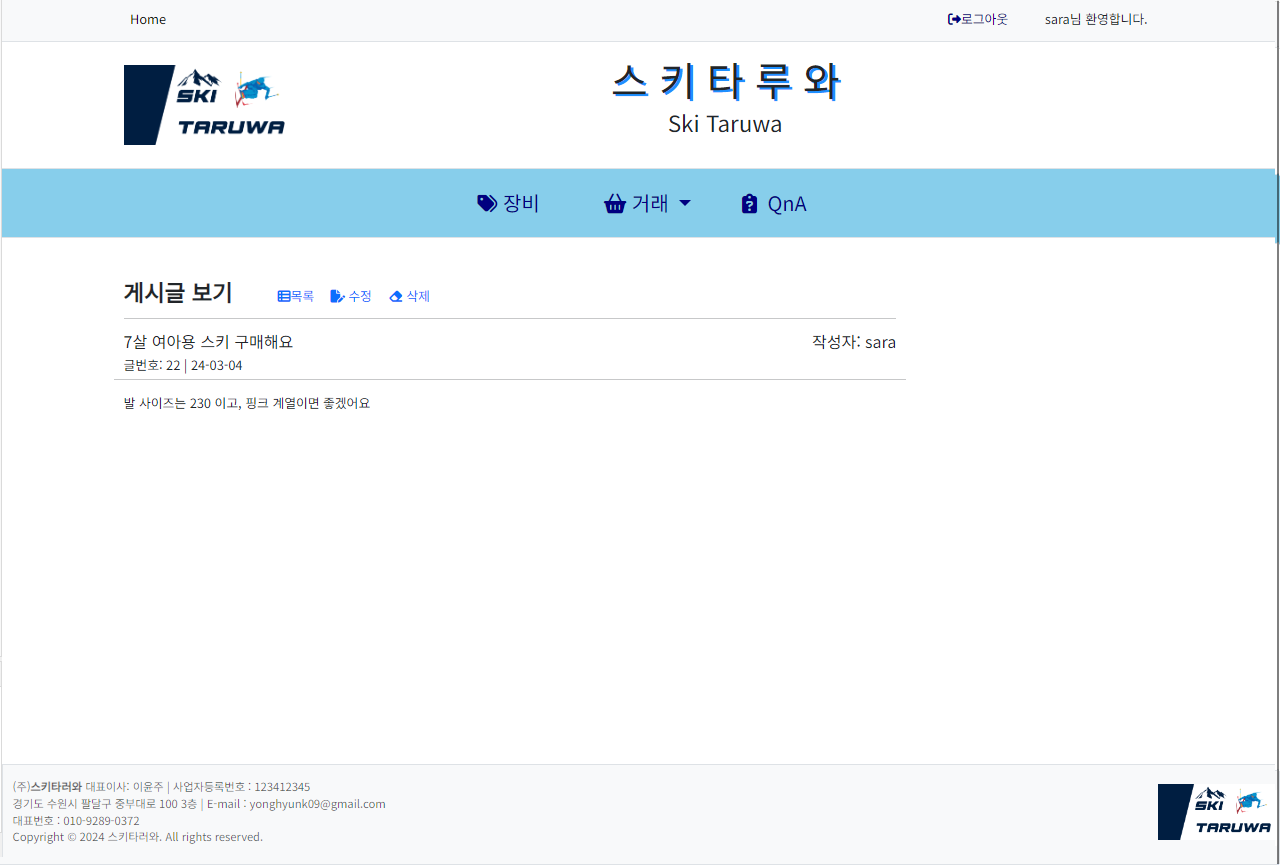 Home
로그아웃 sara님 환영합니다.
SKI
TARUWA
스키타루와
Ski Taruwa
장비 거래 QnA
게시글 보기 목록 수정 삭제
7살 여아용 스키 구매해요 작성자: sara
글번호: 22 | 24-03-04
발 사이즈는 230 이고, 핑크 계열이면 좋겠어요
(주)스키타러와 대표이사: 이윤주 | 사업자등록번호 : 123412345
경기도 수원시 팔달구 중부대로 100 3층 | E-mail : yonghyunk09@gmail.com
대표번호 : 010-9289-0372
Copyright © 2024 스키타러와. All rights reserved.
SKI
TARUWA